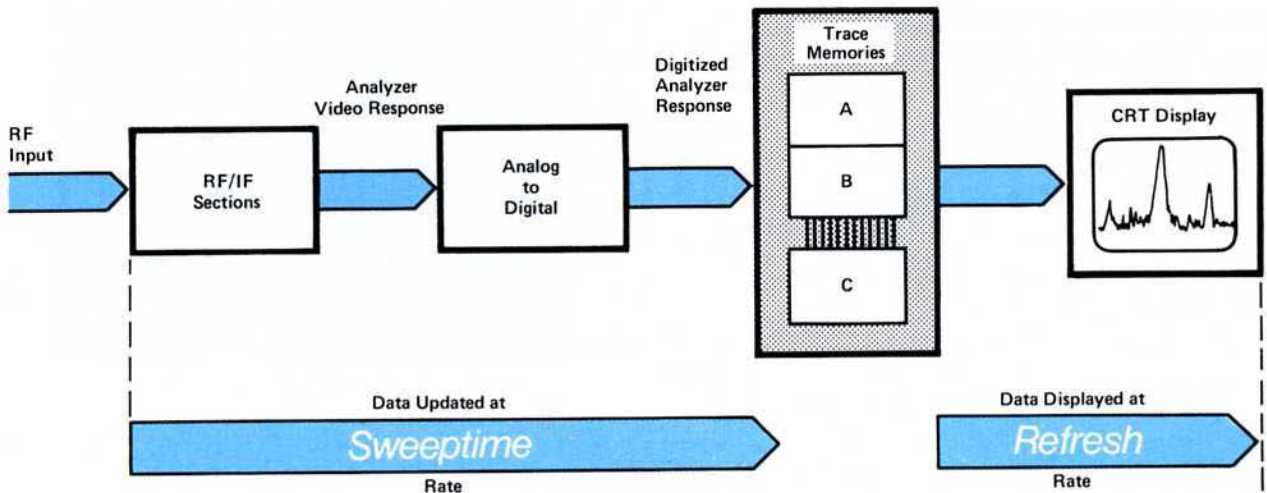 RF
Input
RF/IF
Sections
Analyzer
Video Response
Analog
to
Digital
Digitized
Analyzer
Response
Trace
Memories
A
B
C
CRT Display
Data Updated at
Sweeptime
Rate
Data Displayed at
Refresh
Rate